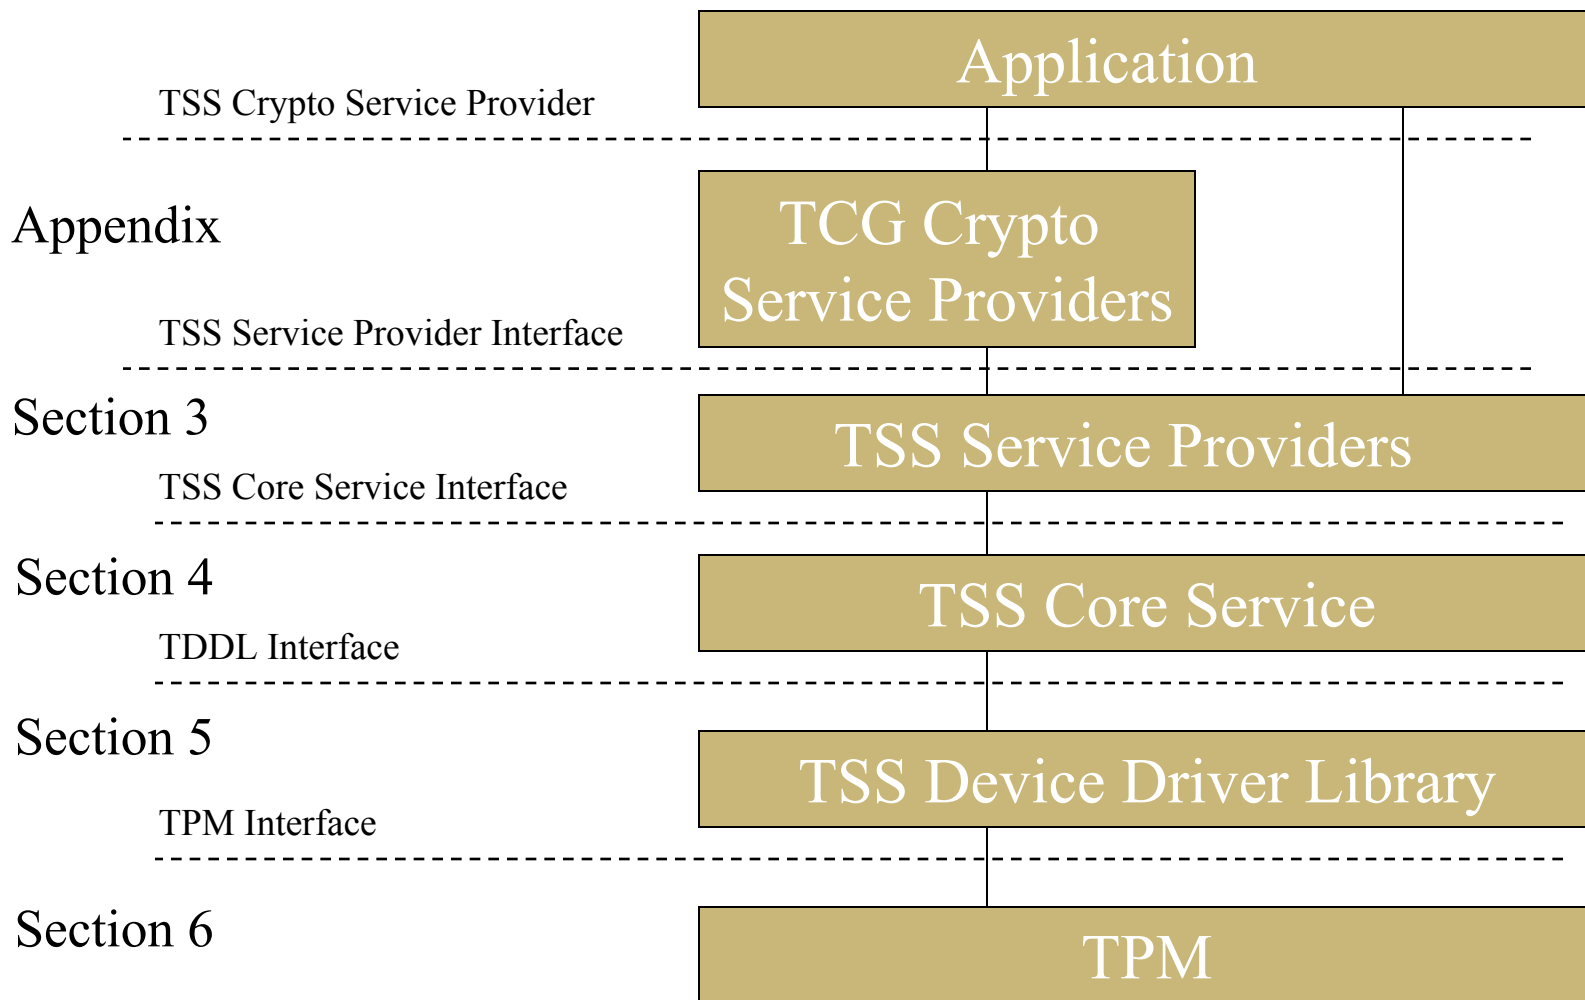 Application
TSS Crypto Service Provider
Appendix
TCG Crypto
Service Providers
TSS Service Provider Interface
Section 3
TSS Service Providers
TSS Core Service Interface
Section 4
TSS Core Service
TDDL Interface
Section 5
TSS Device Driver Library
TPM Interface
Section 6
TPM